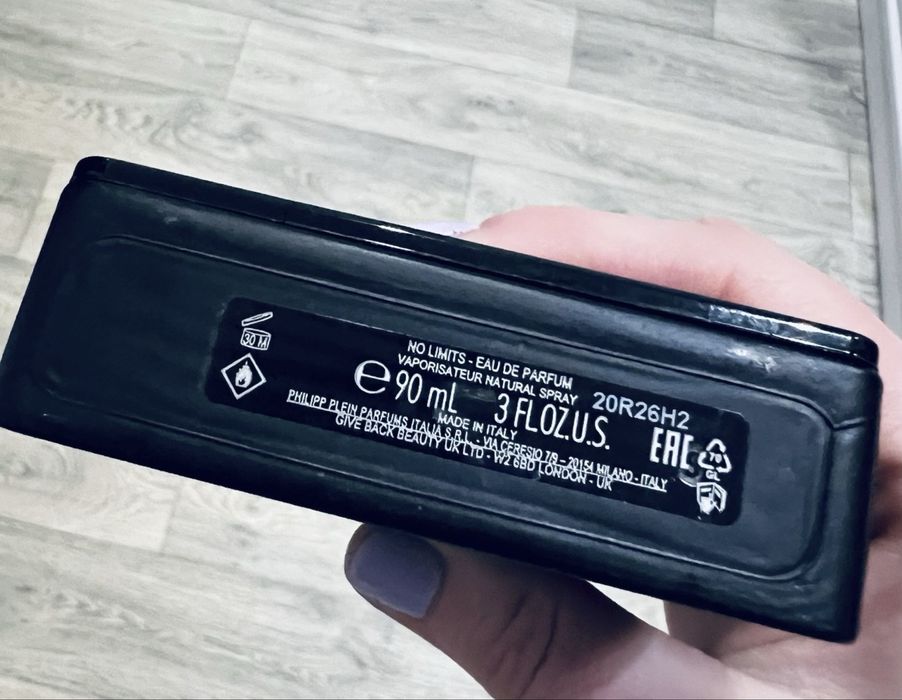 30 M
NO LIMITS - EAU DE PARFUM
VAPORISATEUR NATURAL SPRAY
℮ 90 mL 3 FL.OZ.U.S.
20R26H2
MADE IN ITALY
PHILIPP PLEIN PARFUMS ITALIA S.R.L. - VIA CERESIO 7/9 - 20154 MILANO - ITALY
GIVE BACK BEAUTY UK LTD - W2 6BD LONDON - UK
EAC
70
GL